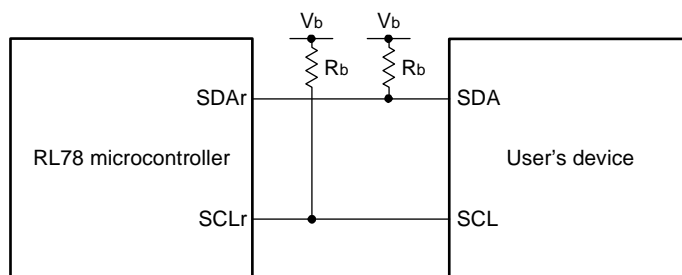 Vb Vb
Rb Rb
SDAr SDA
RL78 microcontroller User's device
SCLr SCL